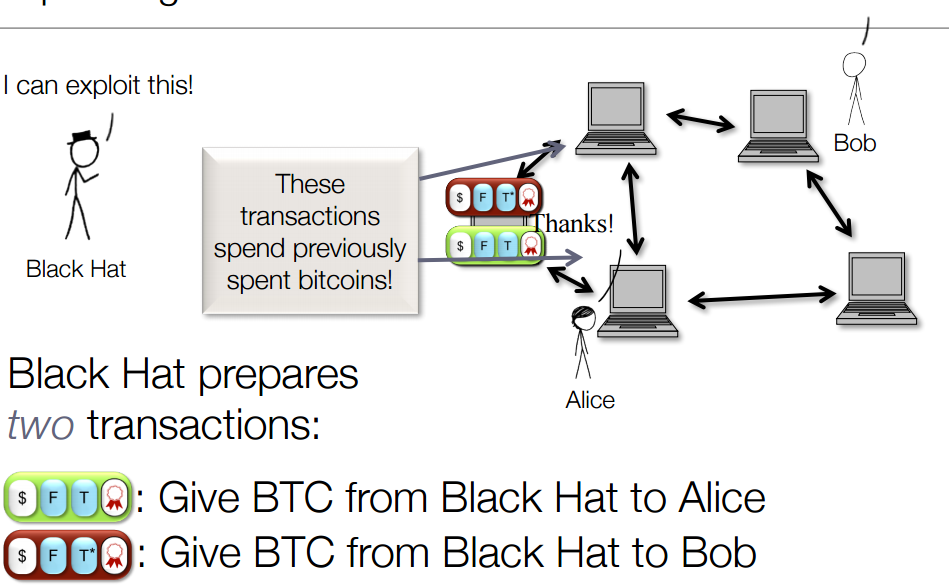 I can exploit this!
Black Hat
These
transactions
spend previously
spent bitcoins!
$ F T*
$ F T
Thanks!
Bob
Alice
Black Hat prepares
two transactions:
$ F T : Give BTC from Black Hat to Alice
$ F T* : Give BTC from Black Hat to Bob